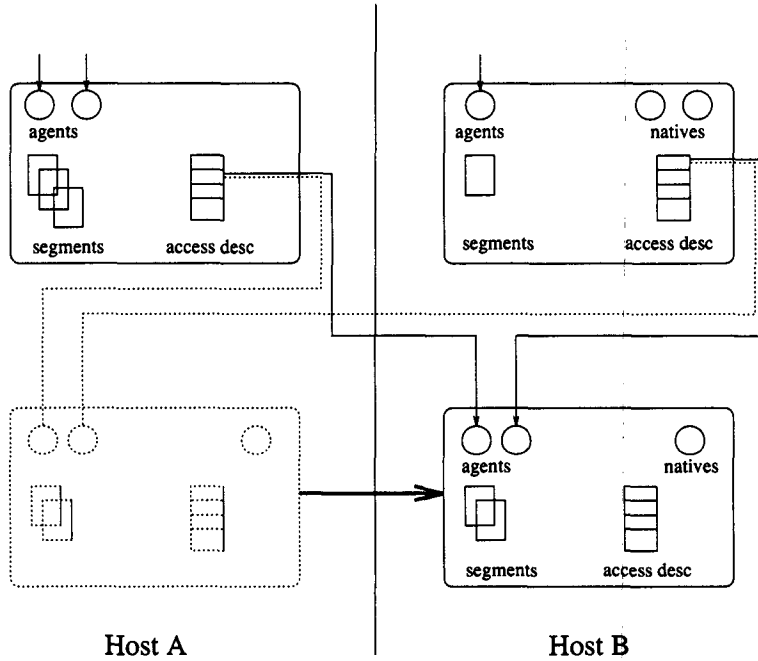 agents
segments
access desc
agents
natives
segments
access desc
agents
natives
segments
access desc
Host A
Host B